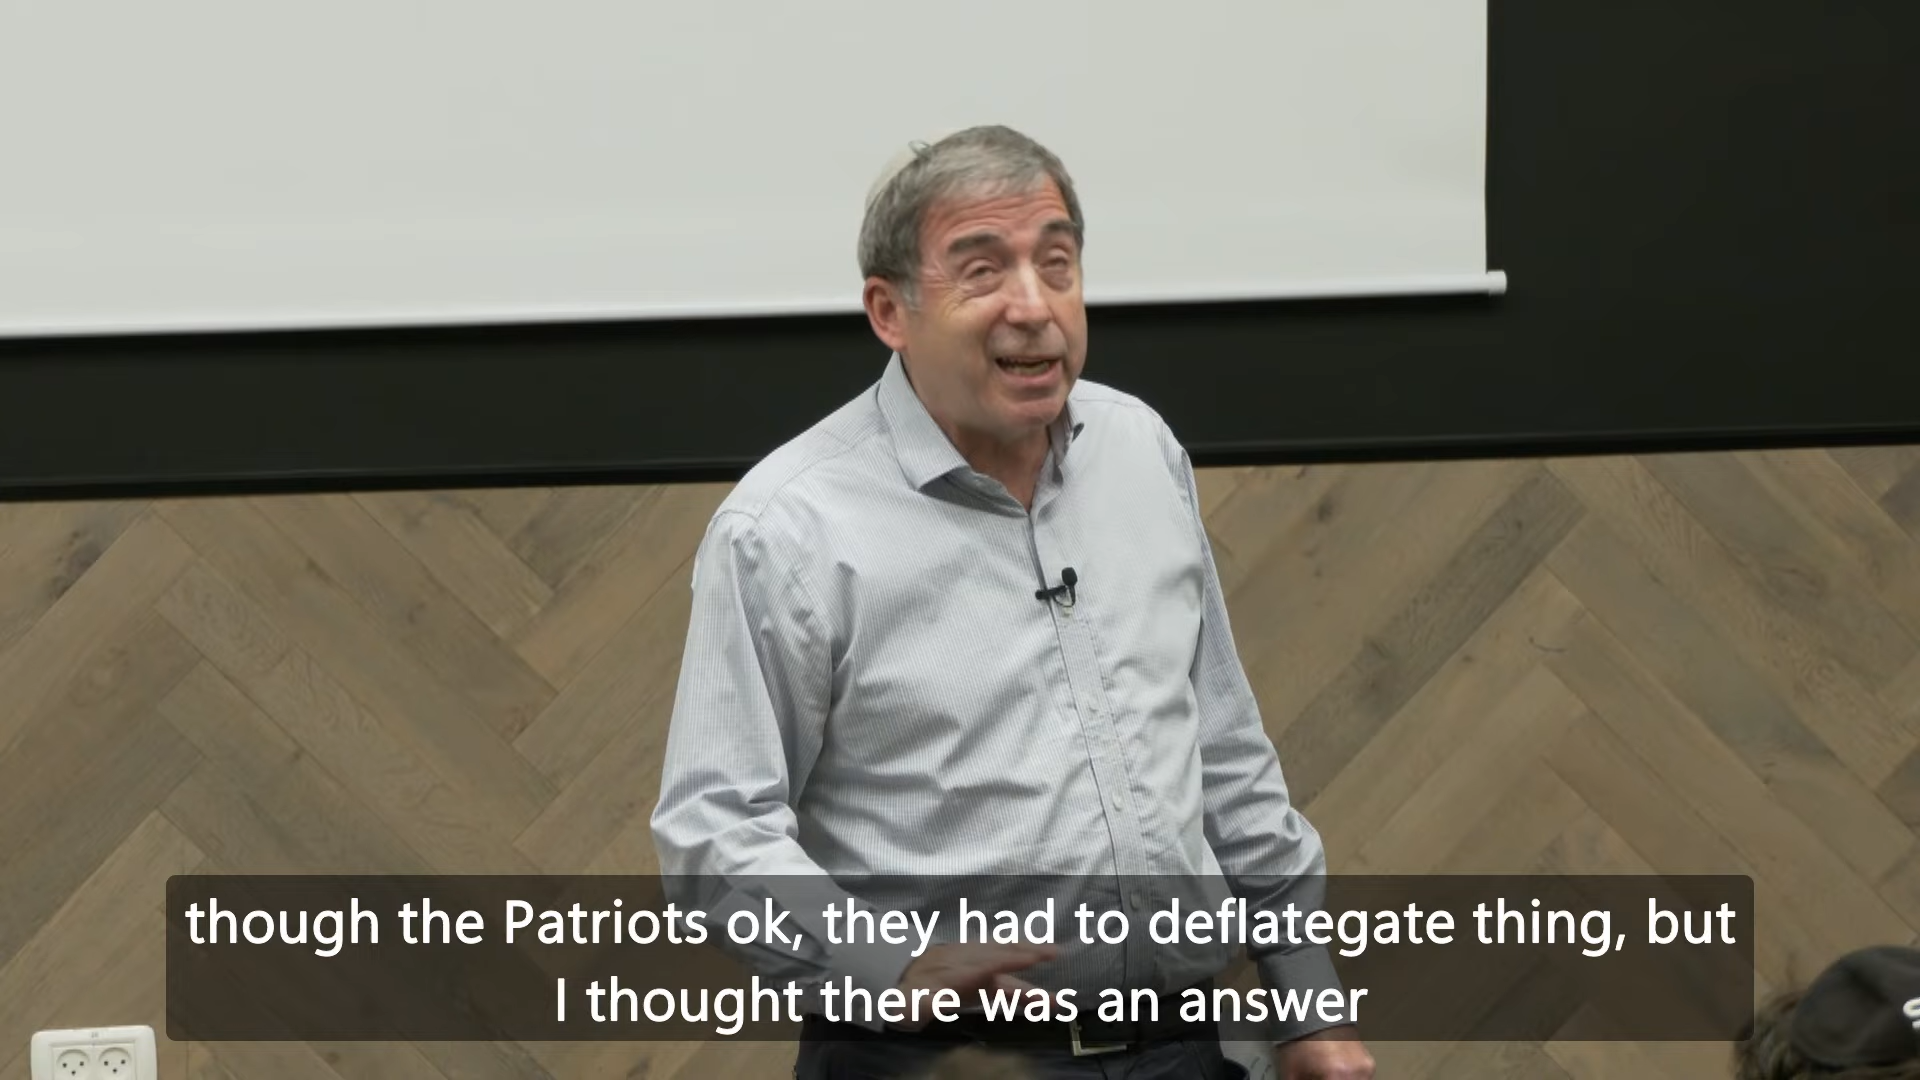 though the Patriots ok, they had to deflategate thing, but
I thought there was an answer